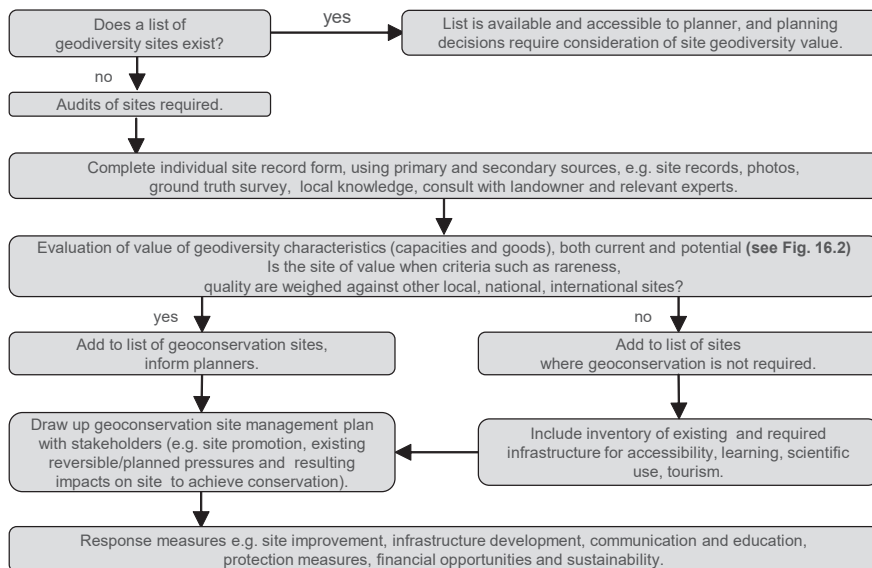 Does a list of
geodiversity sites exist?
yes
List is available and accessible to planner, and planning
decisions require consideration of site geodiversity value.
no
Audits of sites required.
Complete individual site record form, using primary and secondary sources, e.g. site records, photos,
ground truth survey, local knowledge, consult with landowner and relevant experts.
Evaluation of value of geodiversity characteristics (capacities and goods), both current and potential (see Fig. 16.2)
Is the site of value when criteria such as rareness,
quality are weighed against other local, national, international sites?
yes
no
Add to list of geoconservation sites,
inform planners.
Add to list of sites
where geoconservation is not required.
Draw up geoconservation site management plan
with stakeholders (e.g. site promotion, existing
reversible/planned pressures and resulting
impacts on site to achieve conservation).
Include inventory of existing and required
infrastructure for accessibility, learning, scientific
use, tourism.
Response measures e.g. site improvement, infrastructure development, communication and education,
protection measures, financial opportunities and sustainability.